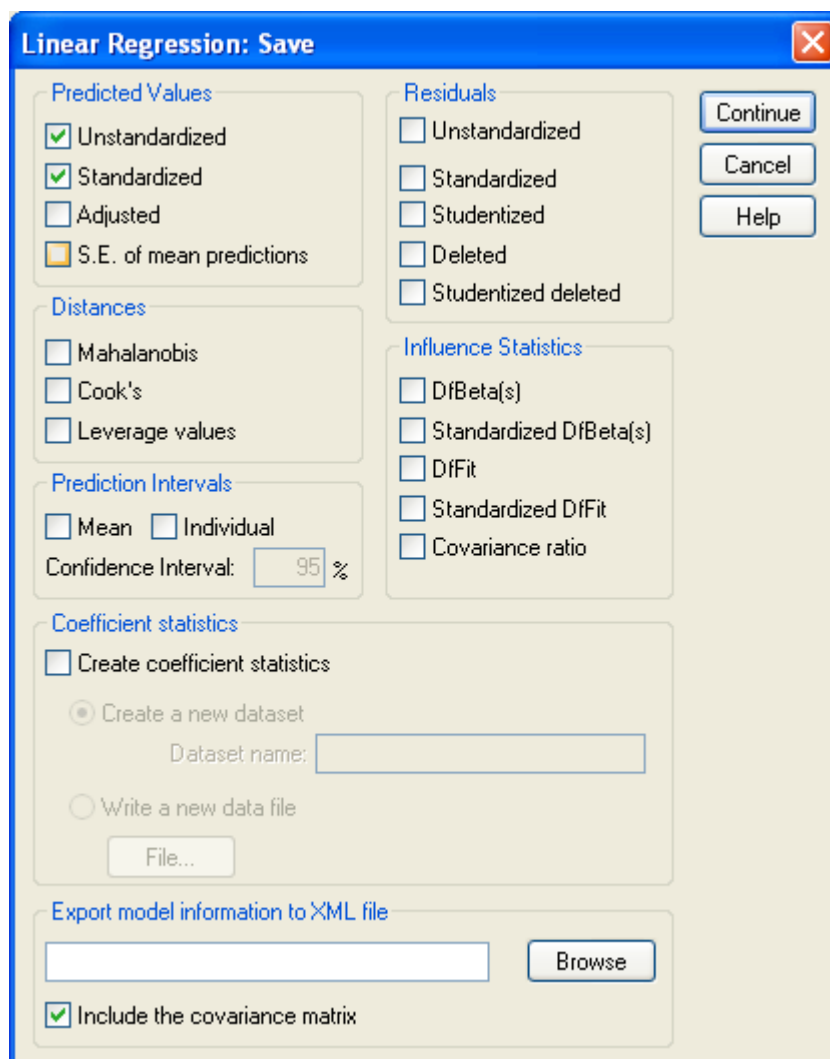 Linear Regression: Save
Predicted Values
Unstandardized
Standardized
Adjusted
S.E. of mean predictions
Distances
Mahalanobis
Cook's
Leverage values
Prediction Intervals
Mean Individual
Confidence Interval: 95 %
Residuals
Unstandardized
Standardized
Studentized
Deleted
Studentized deleted
Influence Statistics
DfBeta(s)
Standardized DfBeta(s)
DfFit
Standardized DfFit
Covariance ratio
Continue
Cancel
Help
Coefficient statistics
Create coefficient statistics
Create a new dataset
Dataset name:
Write a new data file
File...
Export model information to XML file
Browse
Include the covariance matrix